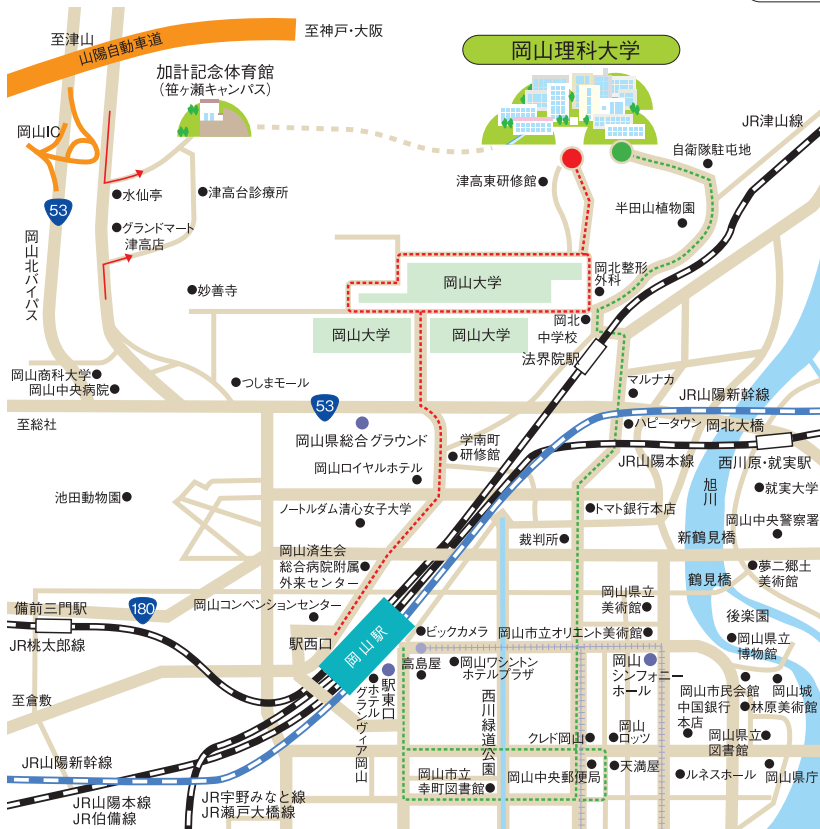 至津山
山陽自動車道
至神戸・大阪
岡山理科大学
加計記念体育館
(笹ヶ瀬キャンパス)
岡山IC
JR津山線
自衛隊駐屯地
53
水仙亭
津高台診療所
津高東研修館
半田山植物園
グランドマート
津高店
岡山北バイパス
岡山大学
岡北整形
外科
妙善寺
岡山大学
岡山大学
岡北
中学校
法界院駅
岡山商科大学
岡山中央病院
つしまモール
マルナカ
JR山陽新幹線
53
至総社
岡山県総合グラウンド
学南町
研修館
ハピータウン
岡北大橋
岡山ロイヤルホテル
JR山陽本線
西川原・就実駅
旭川
池田動物園
就実大学
ノートルダム清心女子大学
トマト銀行本店
岡山中央警察署
裁判所
新鶴見橋
岡山済生会
総合病院附属
外来センター
鶴見橋
夢二郷土
美術館
備前三門駅
180
岡山コンベンションセンター
岡山県立
美術館
後楽園
JR桃太郎線
駅西口
岡山駅
ビックカメラ
岡山市立オリエント美術館
岡山県立
博物館
高島屋
岡山ワシントン
ホテルプラザ
岡山
シンフォニー
ホール
駅東口
ホテル
グランヴィア岡山
西川緑道公園
至倉敷
岡山市民会館
岡山城
中国銀行
本店
林原美術館
クレド岡山
岡山
ロッツ
岡山県立
図書館
JR山陽新幹線
岡山市立
幸町図書館
岡山中央郵便局
天満屋
ルネスホール
岡山県庁
JR山陽本線
JR伯備線
JR宇野みなと線
JR瀬戸大橋線